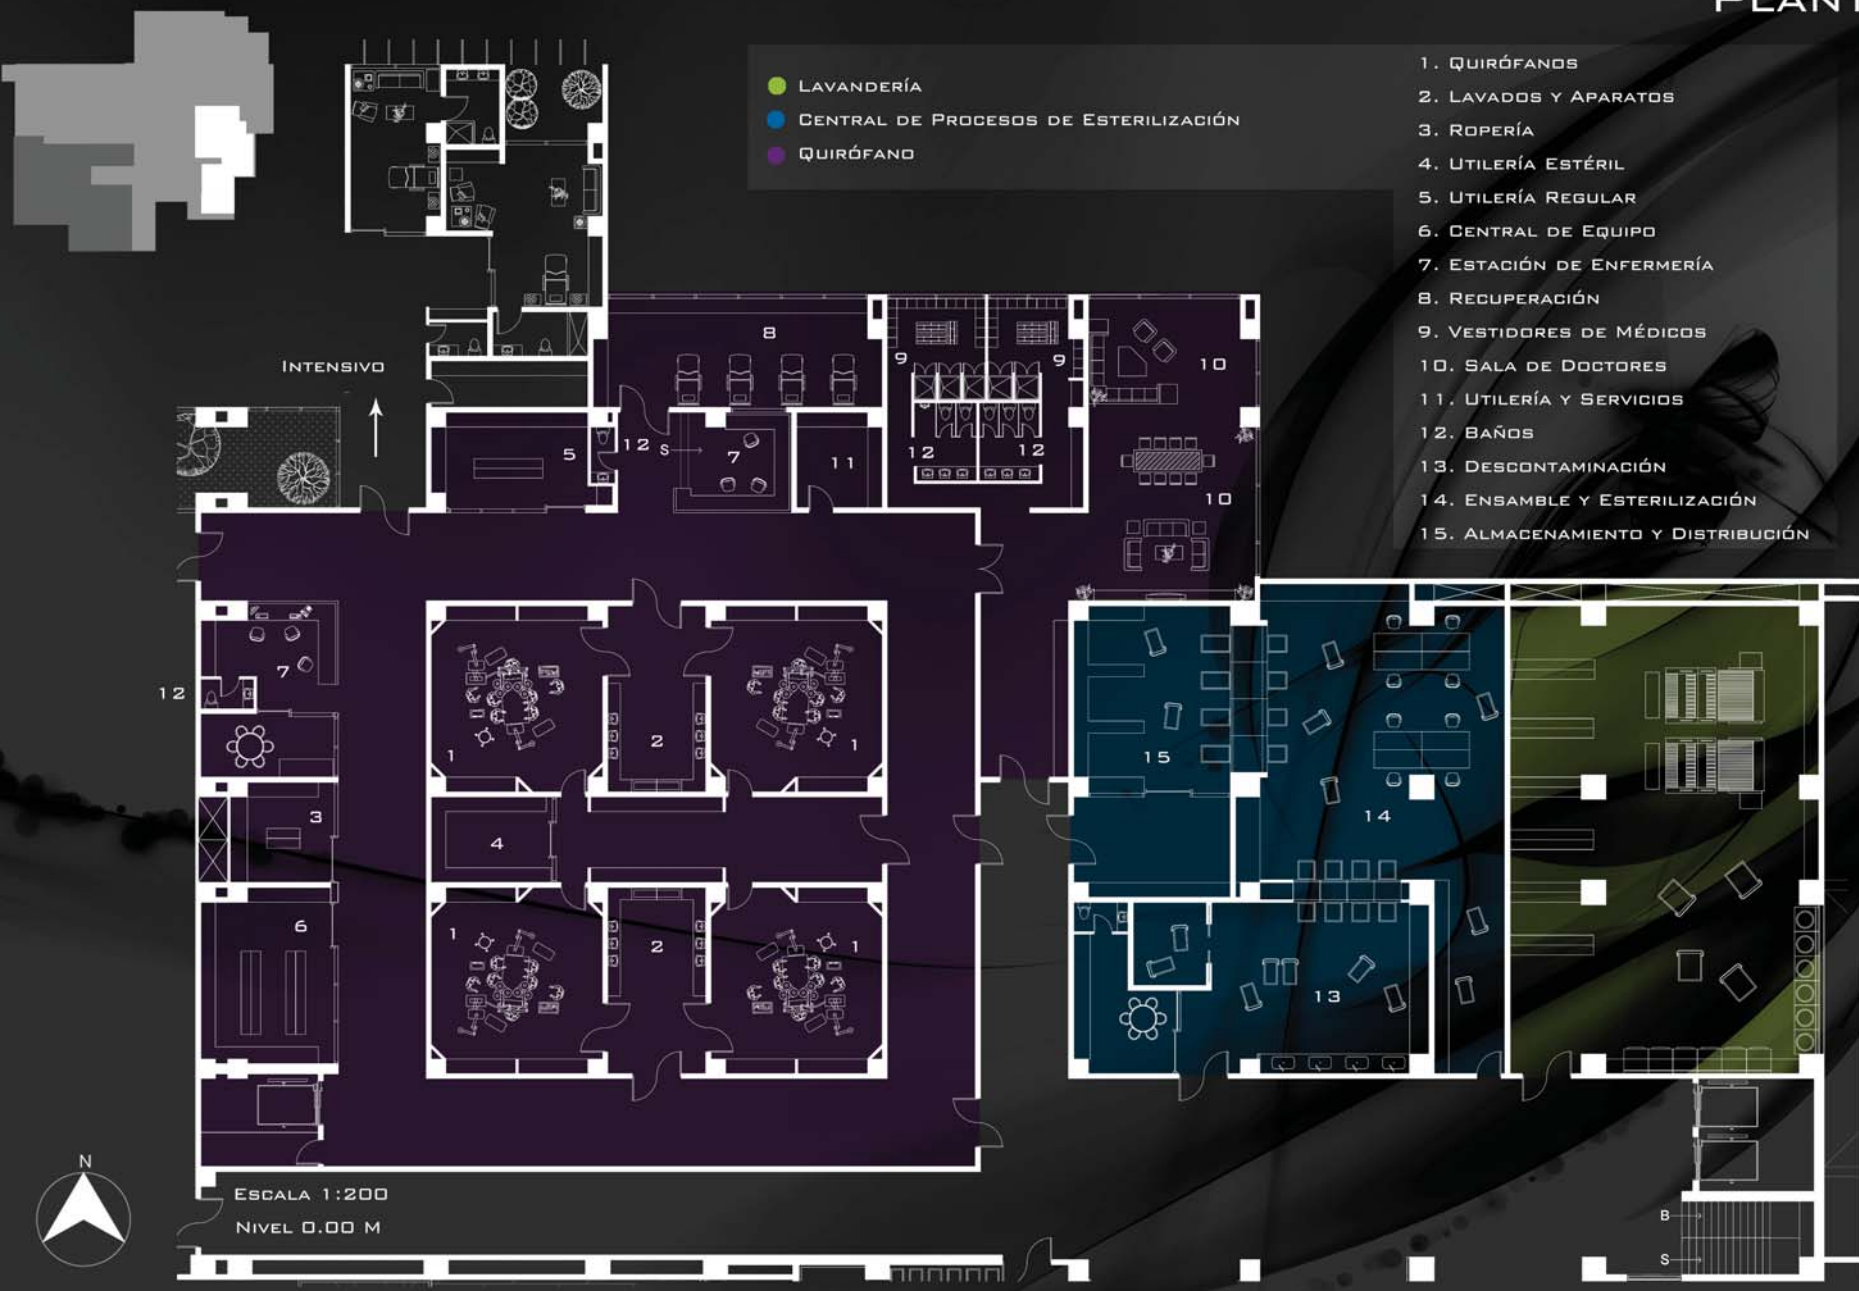 PLANT
LAVANDERÍA
CENTRAL DE PROCESOS DE ESTERILIZACIÓN
QUIRÓFANO
1. QUIRÓFANOS
2. LAVADOS Y APARATOS
3. ROPERÍA
4. UTILERÍA ESTÉRIL
5. UTILERÍA REGULAR
6. CENTRAL DE EQUIPO
7. ESTACIÓN DE ENFERMERÍA
8. RECUPERACIÓN
9. VESTIDORES DE MÉDICOS
10. SALA DE DOCTORES
11. UTILERÍA Y SERVICIOS
12. BAÑOS
13. DESCONTAMINACIÓN
14. ENSAMBLE Y ESTERILIZACIÓN
15. ALMACENAMIENTO Y DISTRIBUCIÓN
INTENSIVO
8
9
9
10
5
12
S
7
11
12
12
10
7
12
1
2
1
15
3
4
14
6
1
2
1
13
N
ESCALA 1:200
NIVEL 0.00 M
B
S